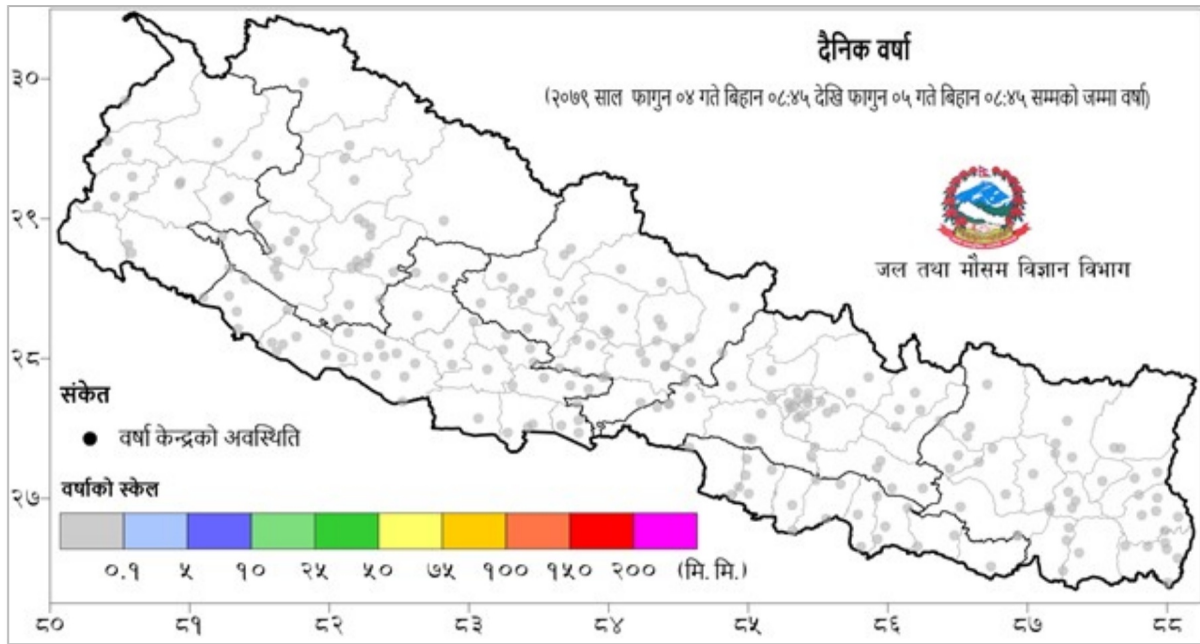 दैनिक वर्षा
(२०७९ साल फागुन ०४ गते बिहान ०८:४५ देखि फागुन ०५ गते बिहान ०८:४५ सम्मको जम्मा वर्षा)
जल तथा मौसम विज्ञान विभाग
३०
२९
२८
२७
संकेत
वर्षा केन्द्रको अवस्थिति
वर्षाको स्केल
०.१ ५ १० २५ ५० ७५ १०० १५० २०० (मि.मि.)
८० ८१ ८२ ८३ ८४ ८५ ८६ ८७ ८८